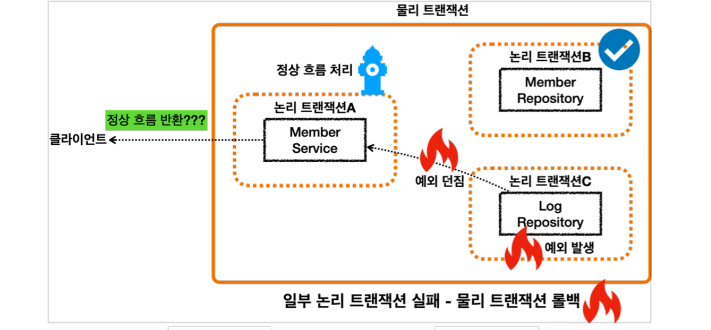 물리 트랜잭션
정상 흐름 처리
논리 트랜잭션B
Member
Repository
논리 트랜잭션A
정상 흐름 반환???
클라이언트
Member
Service
예외 던짐
논리 트랜잭션C
Log
Repository
예외 발생
일부 논리 트랜잭션 실패 - 물리 트랜잭션 롤백